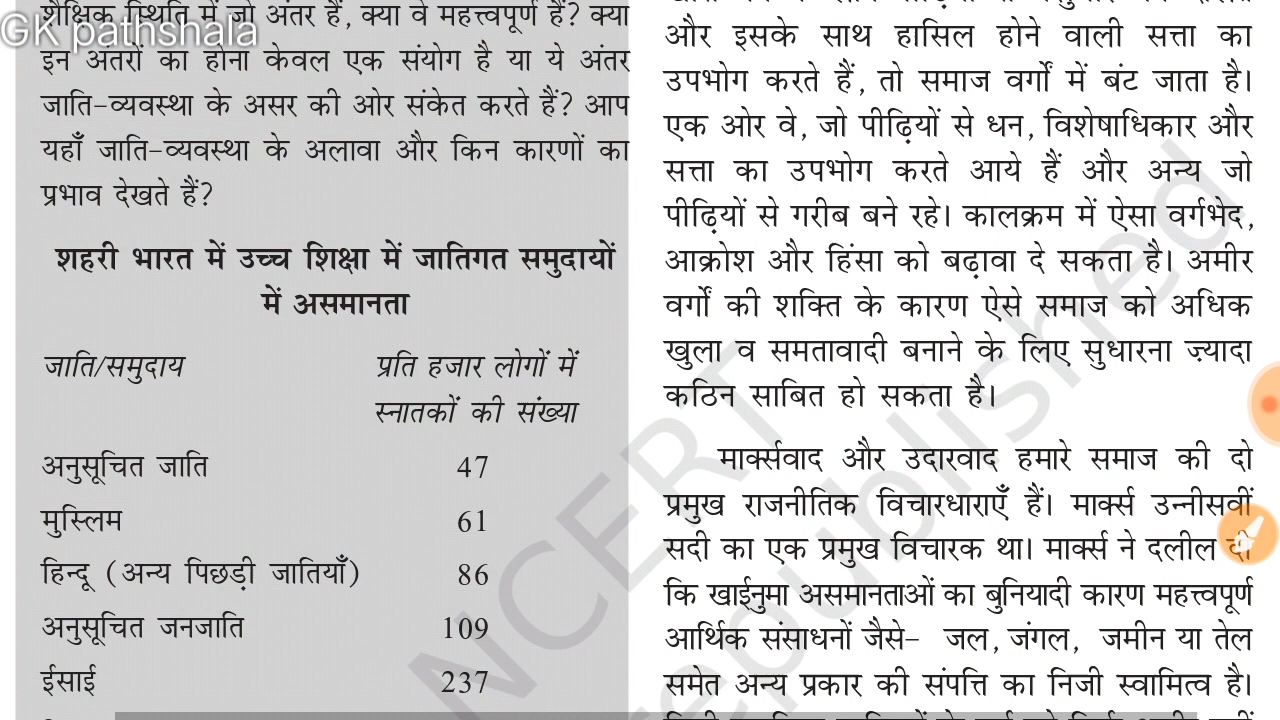 शैक्षिक स्थिति में जो अंतर हैं, क्या वे महत्त्वपूर्ण हैं? क्या
GK pathshala
इन अंतरों का होना केवल एक संयोग है या ये अंतर
जाति-व्यवस्था के असर की ओर संकेत करते हैं? आप
यहाँ जाति-व्यवस्था के अलावा और किन कारणों का
प्रभाव देखते हैं?
शहरी भारत में उच्च शिक्षा में जातिगत समुदायों
में असमानता
जाति/समुदाय प्रति हजार लोगों में
स्नातकों की संख्या
अनुसूचित जाति 47
मुस्लिम 61
हिन्दू (अन्य पिछड़ी जातियाँ) 86
अनुसूचित जनजाति 109
ईसाई 237
और इसके साथ हासिल होने वाली सत्ता का
उपभोग करते हैं, तो समाज वर्गों में बंट जाता है।
एक ओर वे, जो पीढ़ियों से धन, विशेषाधिकार और
सत्ता का उपभोग करते आये हैं और अन्य जो
पीढ़ियों से गरीब बने रहे। कालक्रम में ऐसा वर्गभेद,
आक्रोश और हिंसा को बढ़ावा दे सकता है। अमीर
वर्गों की शक्ति के कारण ऐसे समाज को अधिक
खुला व समतावादी बनाने के लिए सुधारना ज़्यादा
कठिन साबित हो सकता है।
मार्क्सवाद और उदारवाद हमारे समाज की दो
प्रमुख राजनीतिक विचारधाराएँ हैं। मार्क्स उन्नीसवीं
सदी का एक प्रमुख विचारक था। मार्क्स ने दलील दी
कि खाईनुमा असमानताओं का बुनियादी कारण महत्त्वपूर्ण
आर्थिक संसाधनों जैसे– जल, जंगल, जमीन या तेल
समेत अन्य प्रकार की संपत्ति का निजी स्वामित्व है।
NCERT
republished